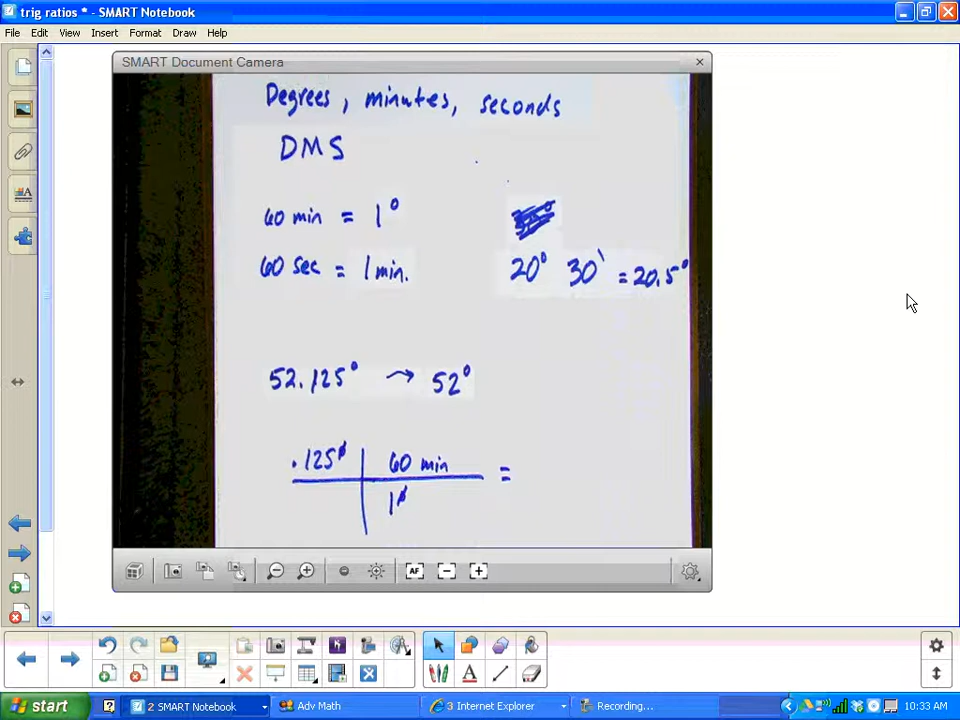 trig ratios * - SMART Notebook
File Edit View Insert Format Draw Help
SMART Document Camera
Degrees, minutes, seconds
DMS
60 min = 1°
60 sec = 1 min.
20° 30' = 20.5°
52.125° → 52°
.125° 60 min =
1°
start
2 SMART Notebook
Adv Math
3 Internet Explorer
Recording...
10:33 AM